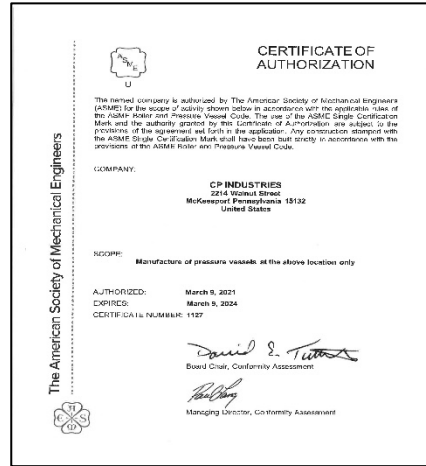 CERTIFICATE OF
AUTHORIZATION
ASME
U
The named company is authorized by The American Society of Mechanical Engineers
(ASME) for the scope of activity shown below in accordance with the applicable rules of
the ASME Boiler and Pressure Vessel Code. The use of the ASME Single Certification
Mark and the authority granted by this Certificate of Authorization are subject to the
provisions of the agreement set forth in the application. Any construction stamped with
the ASME Single Certification Mark shall have been built strictly in accordance with the
provisions of the ASME Boiler and Pressure Vessel Code.
COMPANY:
CP INDUSTRIES
2214 Walnut Street
McKeesport Pennsylvania 15132
United States
SCOPE:
Manufacture of pressure vessels at the above location only
AUTHORIZED: March 9, 2021
EXPIRES: March 9, 2024
CERTIFICATE NUMBER: 1127
Board Chair, Conformity Assessment
Managing Director, Conformity Assessment
The American Society of Mechanical Engineers